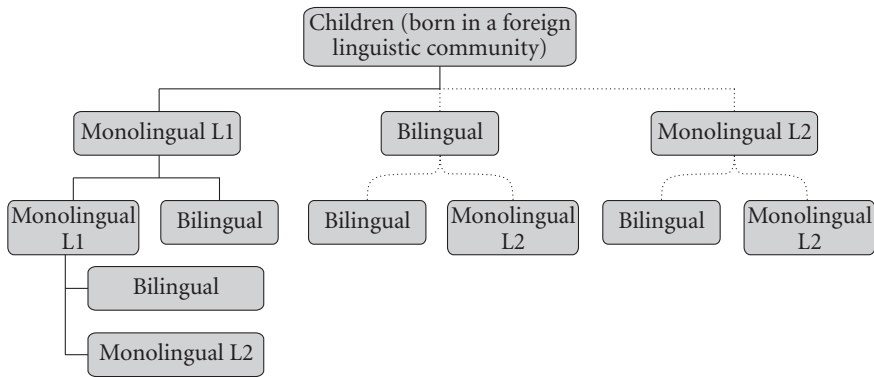 Children (born in a foreign
linguistic community)
Monolingual L1
Bilingual
Monolingual L2
Monolingual
L1
Bilingual
Bilingual
Monolingual
L2
Bilingual
Monolingual
L2
Bilingual
Monolingual L2